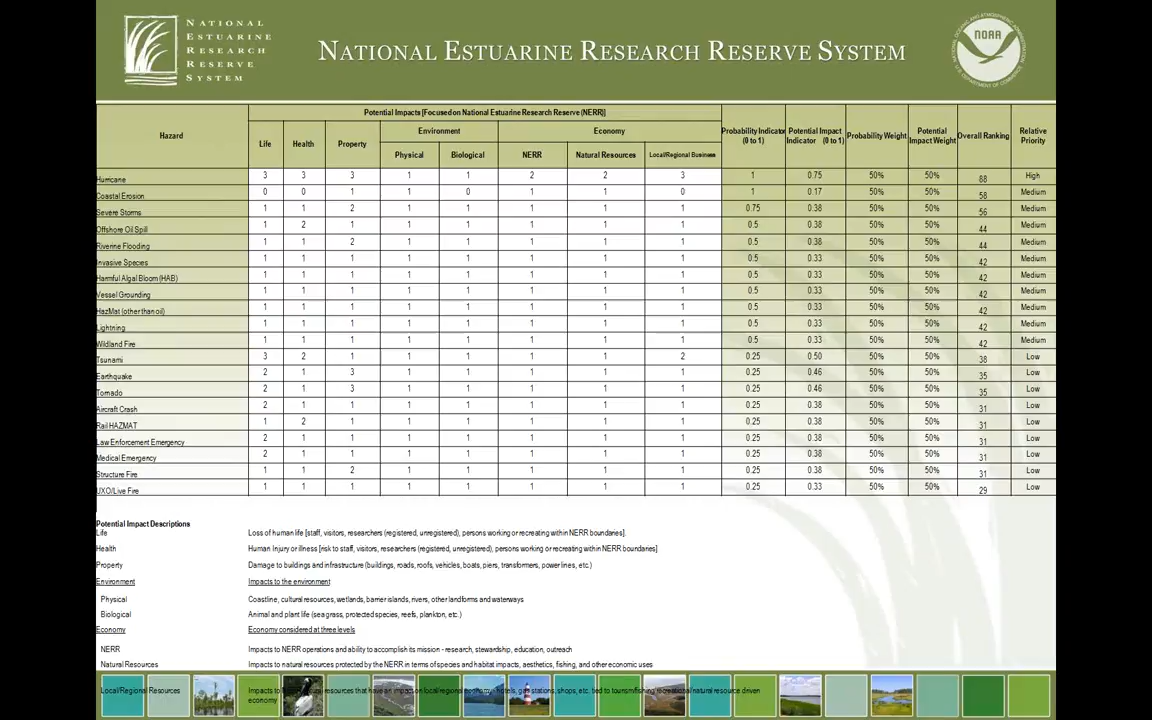 NATIONAL
ESTUARINE
RESEARCH
RESERVE
SYSTEM
NATIONAL ESTUARINE RESEARCH RESERVE SYSTEM
NOAA
Hazard Potential Impacts [Focused on National Estuarine Research Reserve (NERR)] Probability Indicator (0 to 1) Potential Impact Indicator (0 to 1) Probability Weight Potential Impact Weight Overall Ranking Relative Priority
Life Health Property Environment Economy
Physical Biological NERR Natural Resources Local/Regional Business
Hurricane 3 3 3 1 1 2 2 3 1 0.75 50% 50% 88 High
Coastal Erosion 0 0 1 1 0 1 1 0 1 0.17 50% 50% 58 Medium
Severe Storms 1 1 2 1 1 1 1 1 0.75 0.38 50% 50% 56 Medium
Offshore Oil Spill 1 2 1 1 1 1 1 1 0.5 0.38 50% 50% 44 Medium
Riverine Flooding 1 1 2 1 1 1 1 1 0.5 0.38 50% 50% 44 Medium
Invasive Species 1 1 1 1 1 1 1 1 0.5 0.33 50% 50% 42 Medium
Harmful Algal Bloom (HAB) 1 1 1 1 1 1 1 1 0.5 0.33 50% 50% 42 Medium
Vessel Grounding 1 1 1 1 1 1 1 1 0.5 0.33 50% 50% 42 Medium
HazMat (other than oil) 1 1 1 1 1 1 1 1 0.5 0.33 50% 50% 42 Medium
Lightning 1 1 1 1 1 1 1 1 0.5 0.33 50% 50% 42 Medium
Wildland Fire 1 1 1 1 1 1 1 1 0.5 0.33 50% 50% 42 Medium
Tsunami 3 2 1 1 1 1 1 2 0.25 0.50 50% 50% 38 Low
Earthquake 2 1 3 1 1 1 1 1 0.25 0.46 50% 50% 35 Low
Tornado 2 1 3 1 1 1 1 1 0.25 0.46 50% 50% 35 Low
Aircraft Crash 2 1 1 1 1 1 1 1 0.25 0.38 50% 50% 31 Low
Rail HAZMAT 1 2 1 1 1 1 1 1 0.25 0.38 50% 50% 31 Low
Law Enforcement Emergency 2 1 1 1 1 1 1 1 0.25 0.38 50% 50% 31 Low
Medical Emergency 2 1 1 1 1 1 1 1 0.25 0.38 50% 50% 31 Low
Structure Fire 1 1 2 1 1 1 1 1 0.25 0.38 50% 50% 31 Low
UXO/Live Fire 1 1 1 1 1 1 1 1 0.25 0.33 50% 50% 29 Low
Potential Impact Descriptions
Life Loss of human life [staff, visitors, researchers (registered, unregistered), persons working or recreating within NERR boundaries].
Health Human Injury or illness [risk to staff, visitors, researchers (registered, unregistered), persons working or recreating within NERR boundaries]
Property Damage to buildings and infrastructure (buildings, roads, roofs, vehicles, boats, piers, transformers, power lines, etc.)
Environment Impacts to the environment
Physical Coastline, cultural resources, wetlands, barrier islands, rivers, other landforms and waterways
Biological Animal and plant life (sea grass, protected species, reefs, plankton, etc.)
Economy Economy considered at three levels
NERR Impacts to NERR operations and ability to accomplish its mission - research, stewardship, education, outreach
Natural Resources Impacts to natural resources protected by the NERR in terms of species and habitat impacts, aesthetics, fishing, and other economic uses
Local/Regional Resources Impacts to resources that have an impact on local/regional economy - hotels, gas stations, shops, etc. tied to tourism/fishing/recreational/natural resource driven
economy